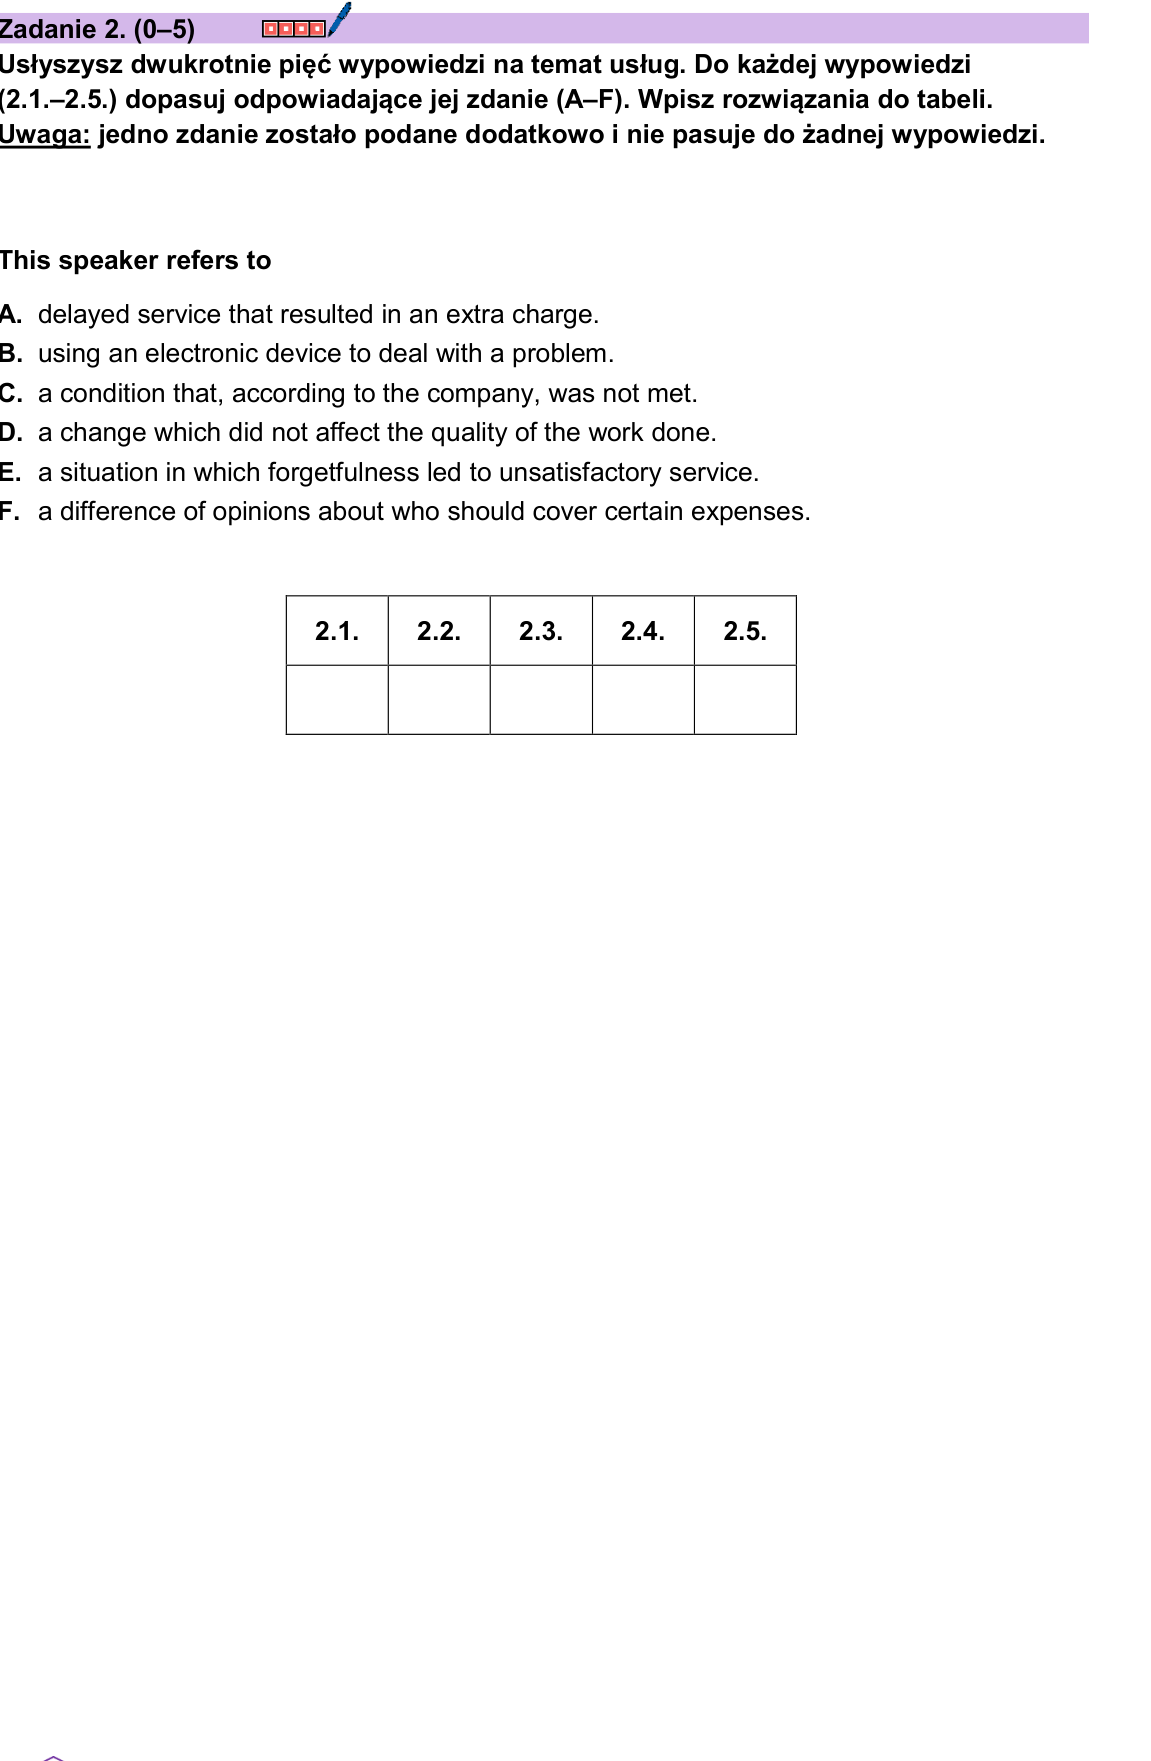 Zadanie 2. (0–5)
Usłyszysz dwukrotnie pięć wypowiedzi na temat usług. Do każdej wypowiedzi
(2.1.–2.5.) dopasuj odpowiadające jej zdanie (A–F). Wpisz rozwiązania do tabeli.
Uwaga: jedno zdanie zostało podane dodatkowo i nie pasuje do żadnej wypowiedzi.
This speaker refers to
A. delayed service that resulted in an extra charge.
B. using an electronic device to deal with a problem.
C. a condition that, according to the company, was not met.
D. a change which did not affect the quality of the work done.
E. a situation in which forgetfulness led to unsatisfactory service.
F. a difference of opinions about who should cover certain expenses.
2.1. 2.2. 2.3. 2.4. 2.5.